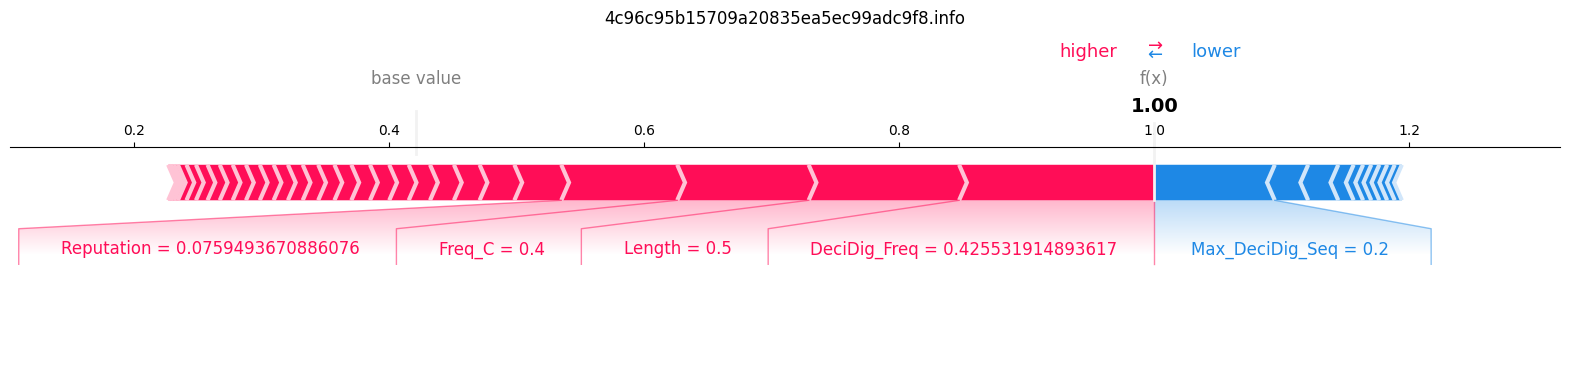 4c96c95b15709a20835ea5ec99adc9f8.info
higher ⇄ lower
base value f(x)
1.00
0.2 0.4 0.6 0.8 1.0 1.2
Reputation = 0.0759493670886076 Freq_C = 0.4 Length = 0.5 DeciDig_Freq = 0.425531914893617 Max_DeciDig_Seq = 0.2